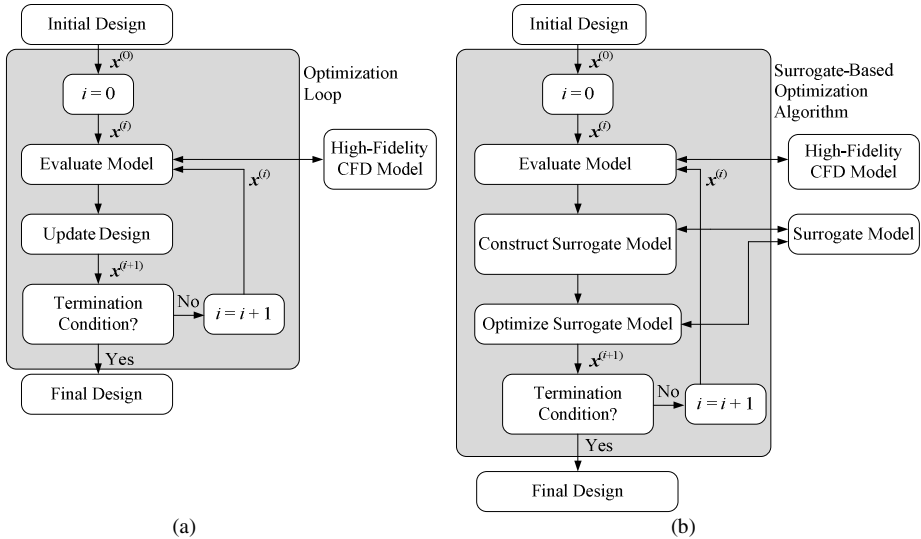 Initial Design
x(0)
Optimization
Loop
i = 0
x(i)
Evaluate Model
High-Fidelity
CFD Model
x(i)
Update Design
x(i+1)
Termination
Condition?
No
i = i + 1
Yes
Final Design
(a)
Initial Design
x(0)
Surrogate-Based
Optimization
Algorithm
i = 0
x(i)
Evaluate Model
High-Fidelity
CFD Model
x(i)
Construct Surrogate Model
Surrogate Model
Optimize Surrogate Model
x(i+1)
Termination
Condition?
No
i = i + 1
Yes
Final Design
(b)